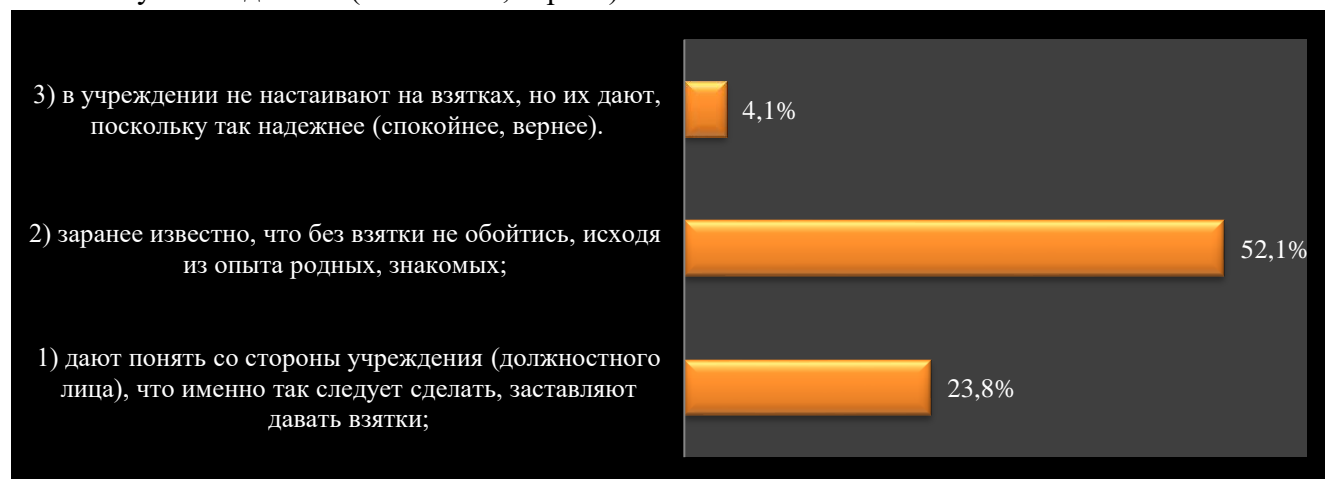 3) в учреждении не настаивают на взятках, но их дают,
поскольку так надежнее (спокойнее, вернее).
4,1%
2) заранее известно, что без взятки не обойтись, исходя
из опыта родных, знакомых;
52,1%
1) дают понять со стороны учреждения (должностного
лица), что именно так следует сделать, заставляют
давать взятки;
23,8%